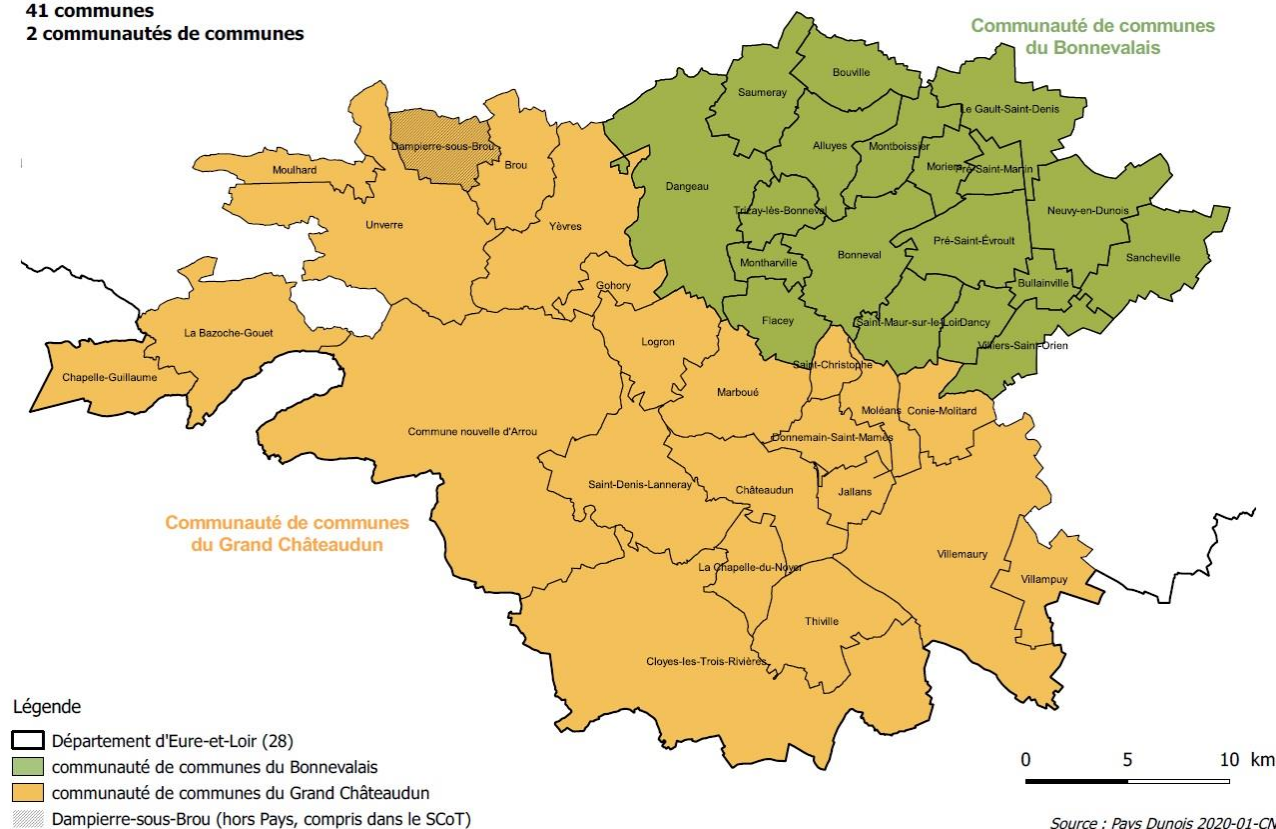 41 communes
2 communautés de communes
Communauté de communes
du Bonnevalais
Bouville
Saumeray
Le Gault-Saint-Denis
Dampierre-sous-Brou
Alluyes
Montboissier
Brou
Moulhard
Pré-Saint-Martin
Dangeau
Trizay-lès-Bonneval
Neuvy-en-Dunois
Unverre
Yèvres
Pré-Saint-Évroult
Bonneval
Sancheville
Montharville
Gohory
Bullainville
Flacey
Saint-Maur-sur-le-Loir
Dancy
La Bazoche-Gouet
Logron
Villiers-Saint-Orien
Saint-Christophe
Chapelle-Guillaume
Marboué
Moléans
Conie-Molitard
Commune nouvelle d'Arrou
Donnemain-Saint-Mamès
Saint-Denis-Lanneray
Châteaudun
Jallans
Communauté de communes
du Grand Châteaudun
Villemaury
La Chapelle-du-Noyer
Villampuy
Thiville
Cloyes-les-Trois-Rivières
Légende
Département d'Eure-et-Loir (28)
communauté de communes du Bonnevalais
communauté de communes du Grand Châteaudun
Dampierre-sous-Brou (hors Pays, compris dans le SCoT)
0 5 10 km
Source : Pays Dunois 2020-01-CN